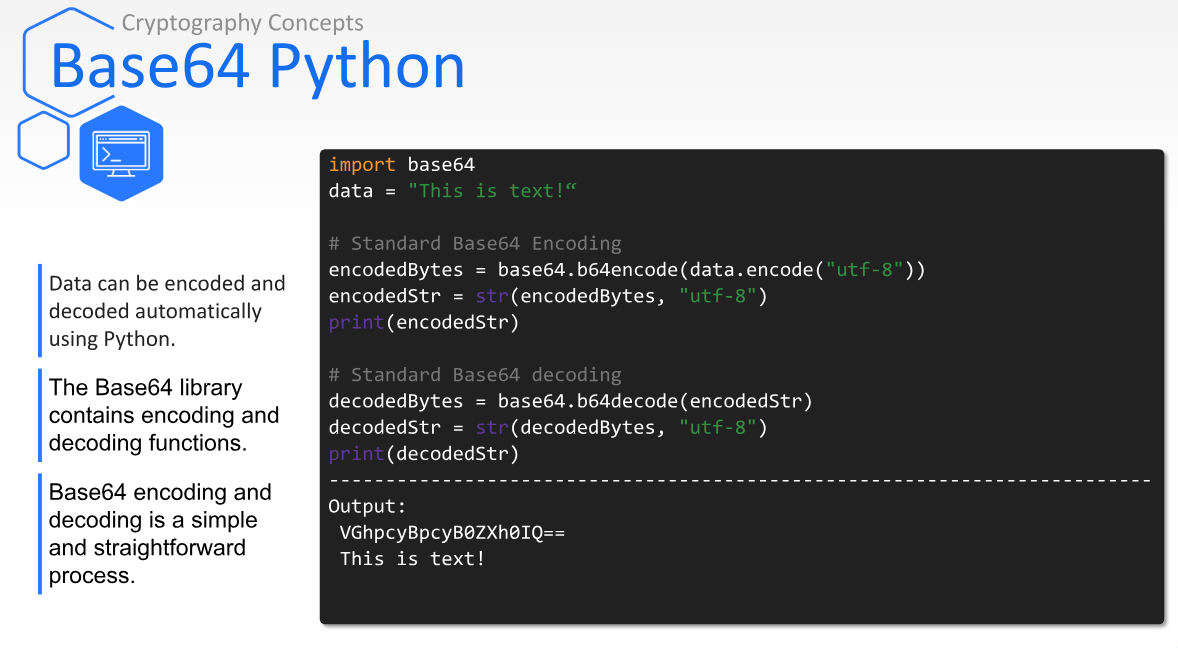 Cryptography Concepts
Base64 Python
>_
import base64
data = "This is text!“
# Standard Base64 Encoding
encodedBytes = base64.b64encode(data.encode("utf-8"))
encodedStr = str(encodedBytes, "utf-8")
print(encodedStr)
# Standard Base64 decoding
decodedBytes = base64.b64decode(encodedStr)
decodedStr = str(decodedBytes, "utf-8")
print(decodedStr)
-------------------------------------------------------------------------
Output:
VGhpcyBpcyB0ZXh0IQ==
This is text!
Data can be encoded and
decoded automatically
using Python.
The Base64 library
contains encoding and
decoding functions.
Base64 encoding and
decoding is a simple
and straightforward
process.